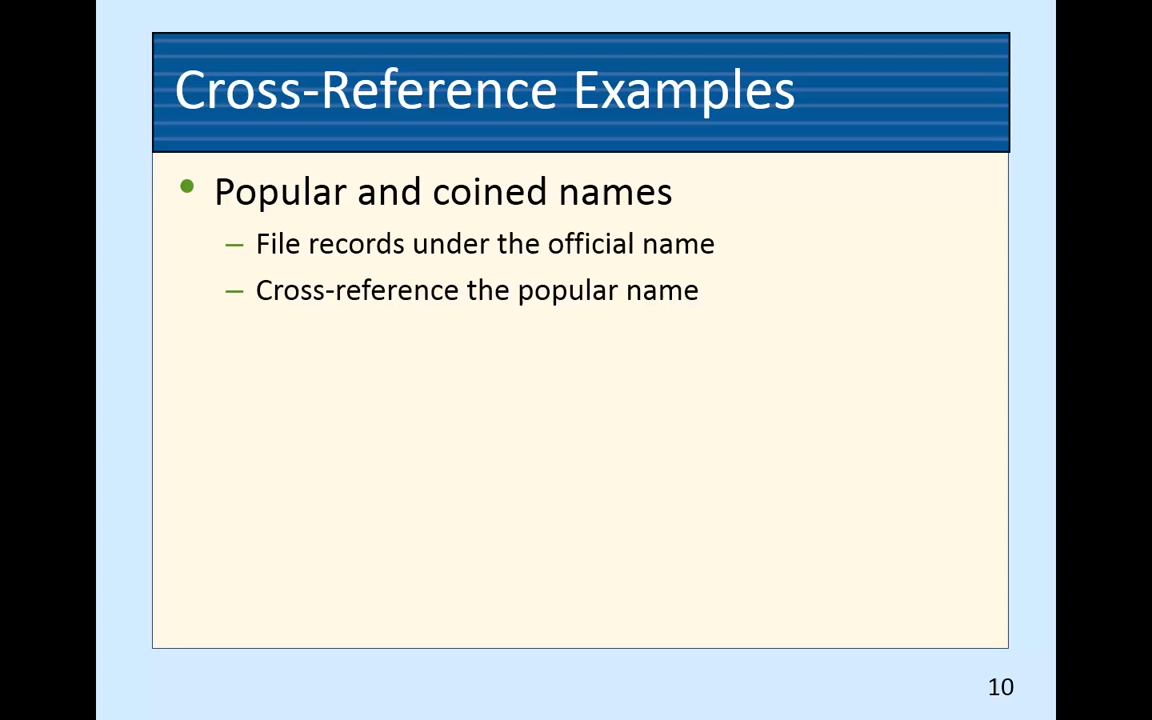 Cross-Reference Examples
• Popular and coined names
– File records under the official name
– Cross-reference the popular name
10